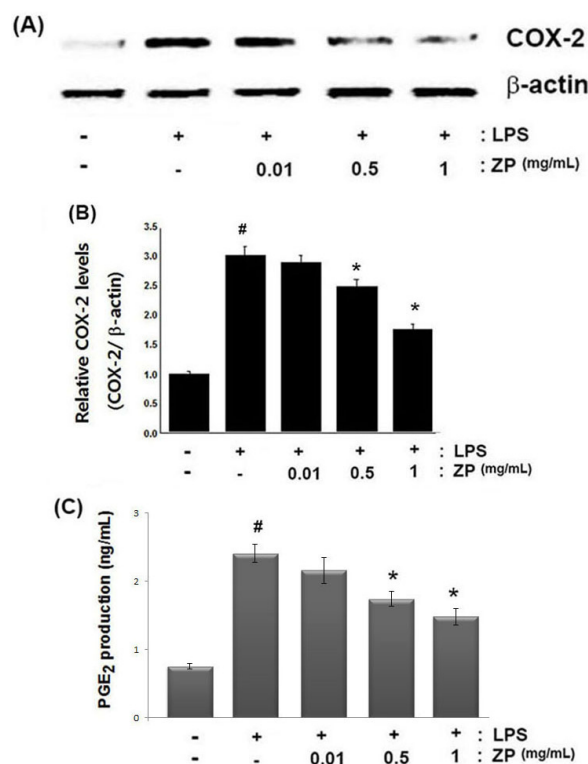 (A)
COX-2
β-actin
- + + + + : LPS
- - 0.01 0.5 1 : ZP (mg/mL)
(B)
Relative COX-2 levels
(COX-2/ β-actin)
3.5
3.0
2.5
2.0
1.5
1.0
0.5
0.0
#
*
*
- + + + + : LPS
- - 0.01 0.5 1 : ZP (mg/mL)
(C)
PGE2 production (ng/mL)
3
2
1
0
#
*
*
- + + + + : LPS
- - 0.01 0.5 1 : ZP (mg/mL)